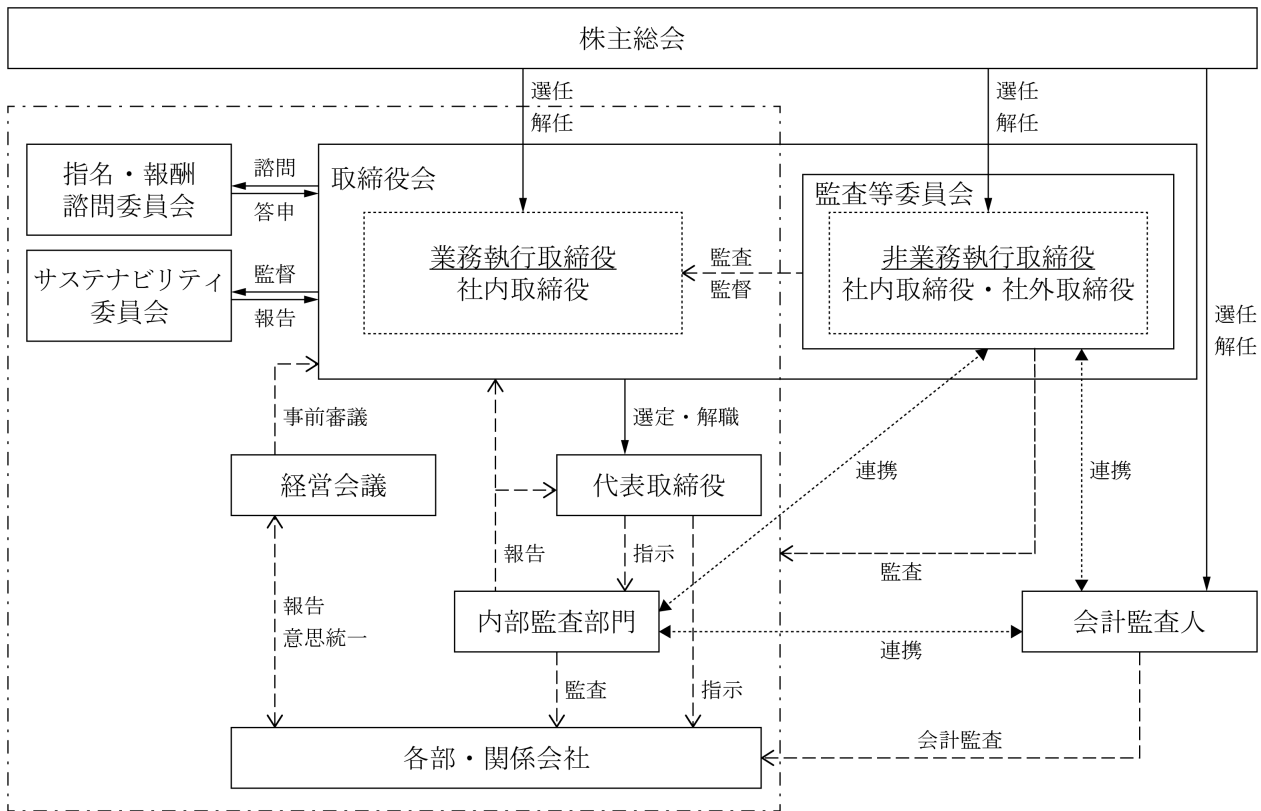 株主総会
選任
解任
選任
解任
指名・報酬
諮問委員会
諮問
答申
取締役会
監査等委員会
業務執行取締役
社内取締役
監査
監督
非業務執行取締役
社内取締役・社外取締役
サステナビリティ
委員会
監督
報告
選任
解任
事前審議
選定・解職
経営会議
代表取締役
連携
連携
報告
指示
監査
報告
意思統一
内部監査部門
会計監査人
連携
監査
指示
会計監査
各部・関係会社